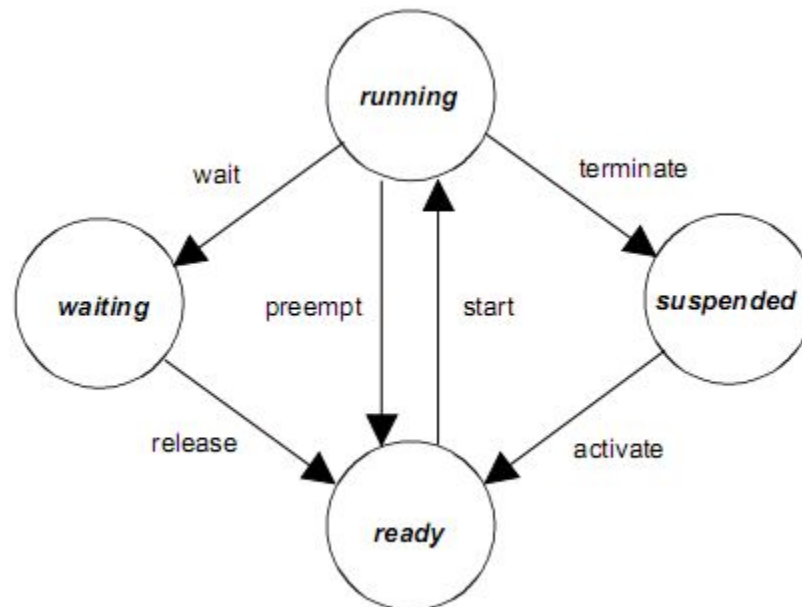 running
wait
terminate
waiting
preempt
start
suspended
release
activate
ready